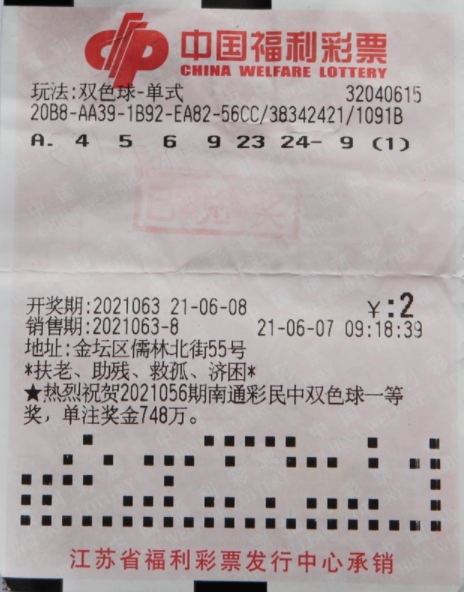 中国福利彩票
CHINA WELFARE LOTTERY
玩法:双色球-单式 32040615
20B8-AA39-1B92-EA82-56CC/38342421/1091B
A. 4 5 6 9 23 24- 9 (1)
开奖期:2021063 21-06-08 ¥:2
销售期:2021063-8 21-06-07 09:18:39
地址:金坛区儒林北街55号
*扶老、助残、救孤、济困*
★热烈祝贺2021056期南通彩民中双色球一等
奖，单注奖金748万。
江苏省福利彩票发行中心承销